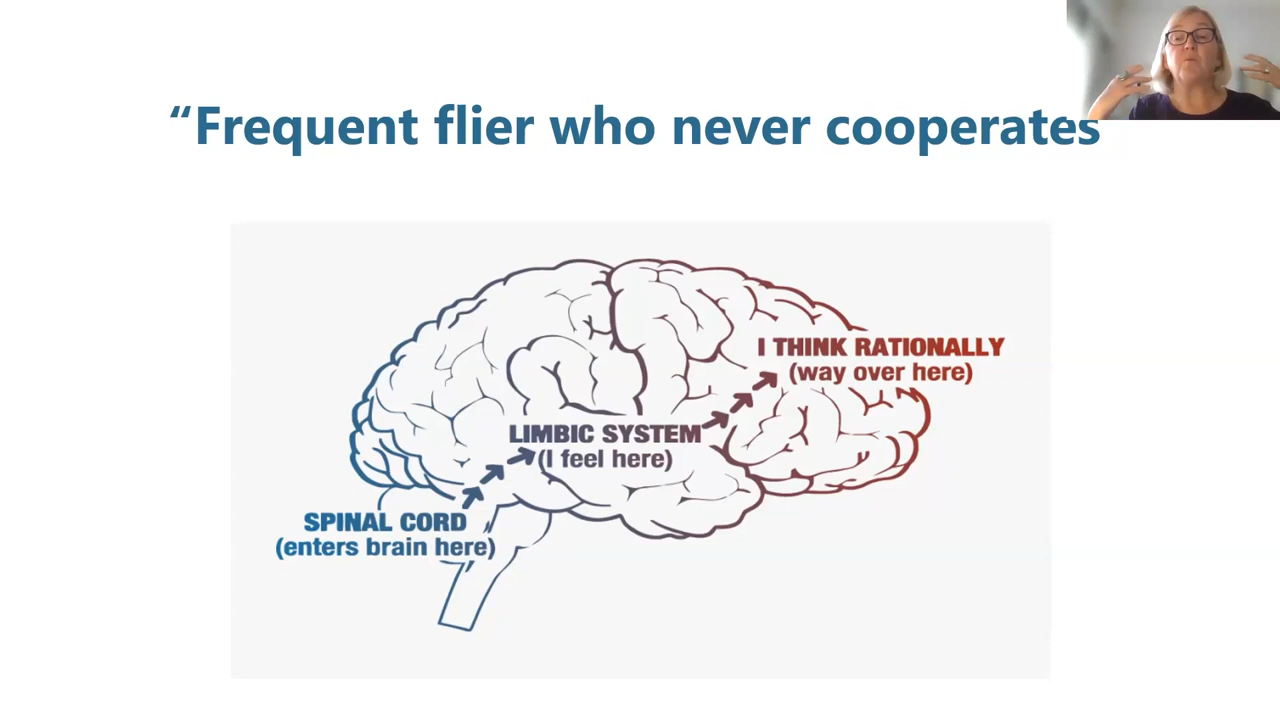 “Frequent flier who never cooperates
I THINK RATIONALLY
(way over here)
LIMBIC SYSTEM
(I feel here)
SPINAL CORD
(enters brain here)